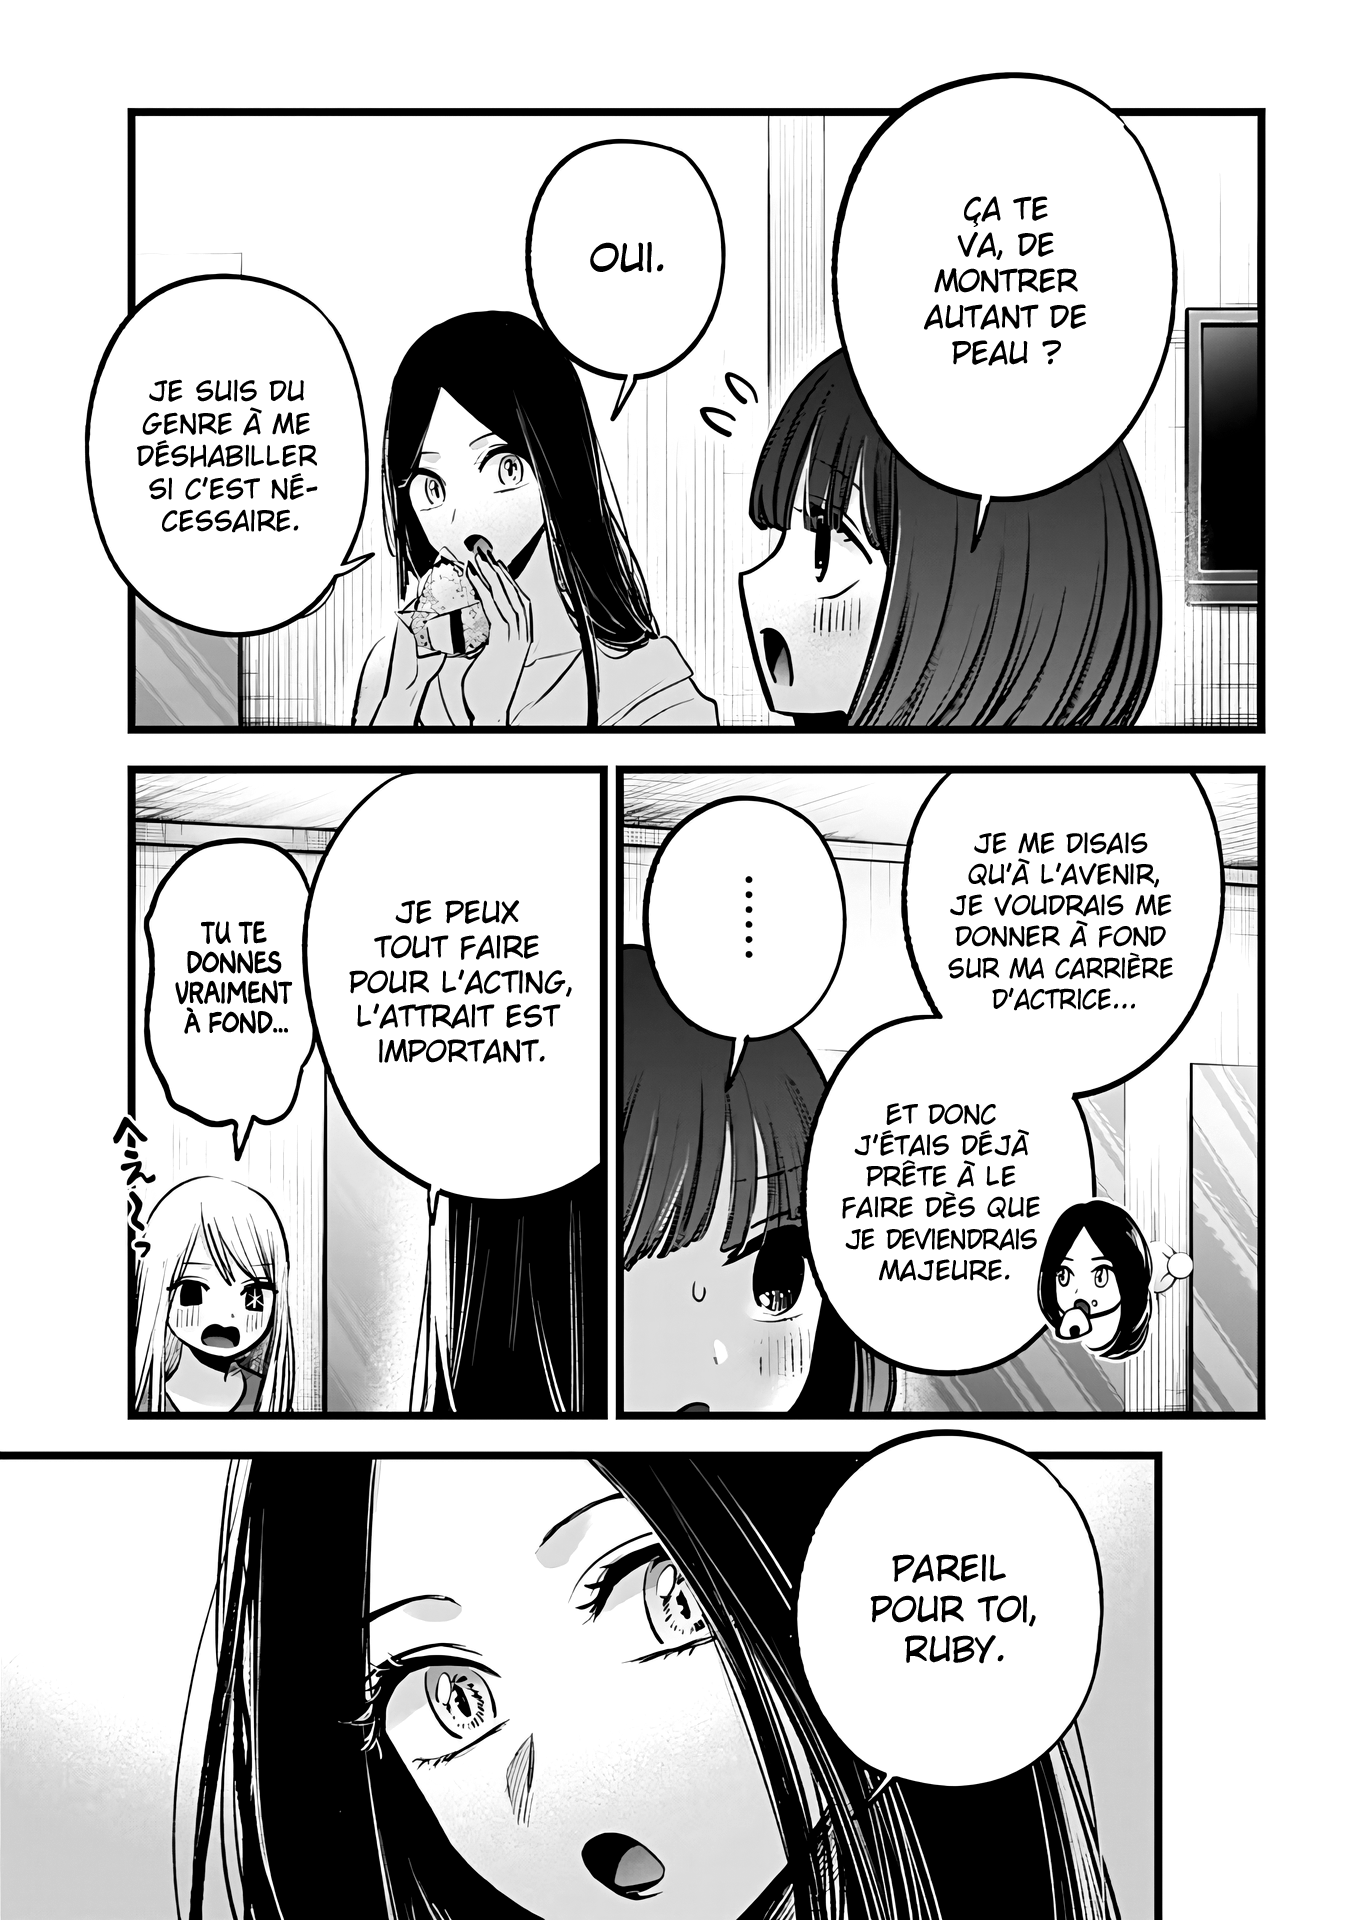 ÇA TE
VA, DE
MONTRER
AUTANT DE
PEAU ?
OUI.
JE SUIS DU
GENRE À ME
DÉSHABILLER
SI C'EST NÉ-
CESSAIRE.
JE ME DISAIS
QU'À L'AVENIR,
JE VOUDRAIS ME
DONNER À FOND
SUR MA CARRIÈRE
D'ACTRICE...
ET DONC
J'ÉTAIS DÉJÀ
PRÊTE À LE
FAIRE DÈS QUE
JE DEVIENDRAIS
MAJEURE.
.......
JE PEUX
TOUT FAIRE
POUR L'ACTING,
L'ATTRAIT EST
IMPORTANT.
TU TE
DONNES
VRAIMENT
À FOND...
へえ〜っ
PAREIL
POUR TOI,
RUBY.